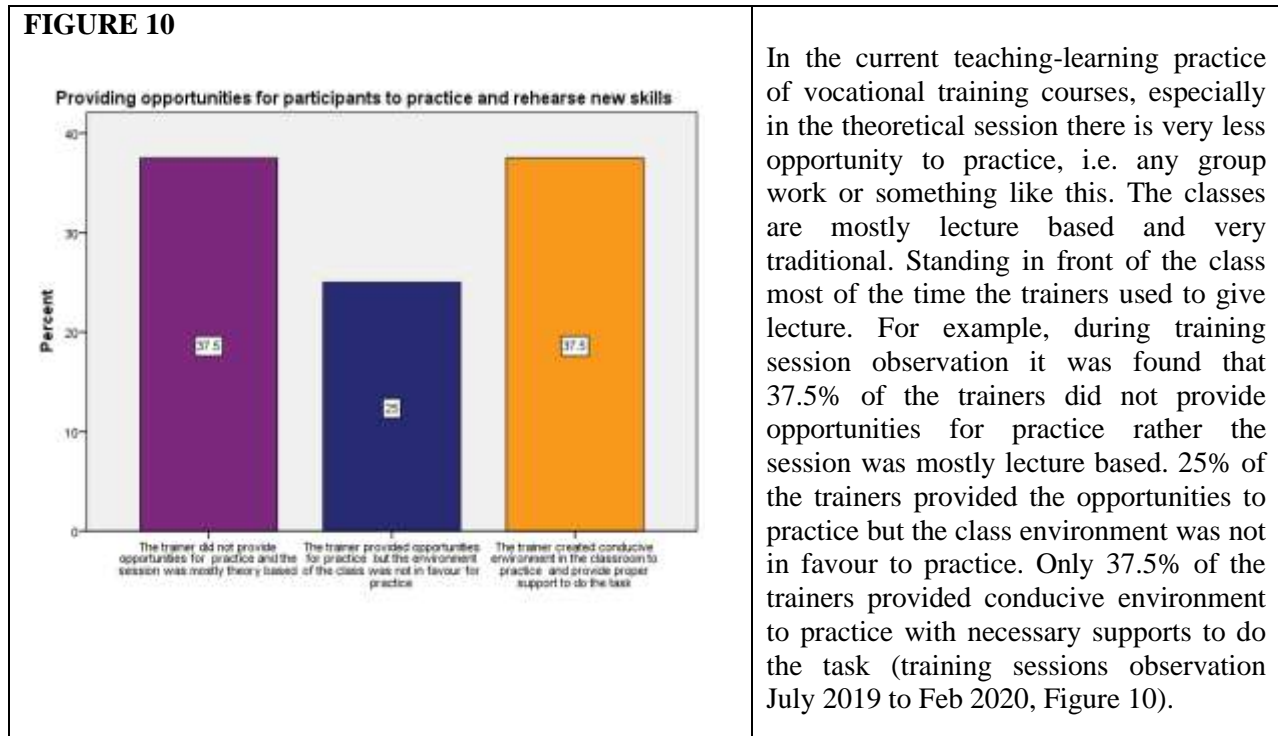 FIGURE 10
Providing opportunities for participants to practice and rehearse new skills
Percent
40
30
20
10
0
37.5
25
37.5
The trainer did not provide
opportunities for practice and the
session was mostly theory based
The trainer provided opportunities
for practice but the environment
of the class was not in favour for
practice
The trainer created conducive
environment in the classroom to
practice and provide proper
support to do the task
In the current teaching-learning practice
of vocational training courses, especially
in the theoretical session there is very less
opportunity to practice, i.e. any group
work or something like this. The classes
are mostly lecture based and very
traditional. Standing in front of the class
most of the time the trainers used to give
lecture. For example, during training
session observation it was found that
37.5% of the trainers did not provide
opportunities for practice rather the
session was mostly lecture based. 25% of
the trainers provided the opportunities to
practice but the class environment was not
in favour to practice. Only 37.5% of the
trainers provided conducive environment
to practice with necessary supports to do
the task (training sessions observation
July 2019 to Feb 2020, Figure 10).